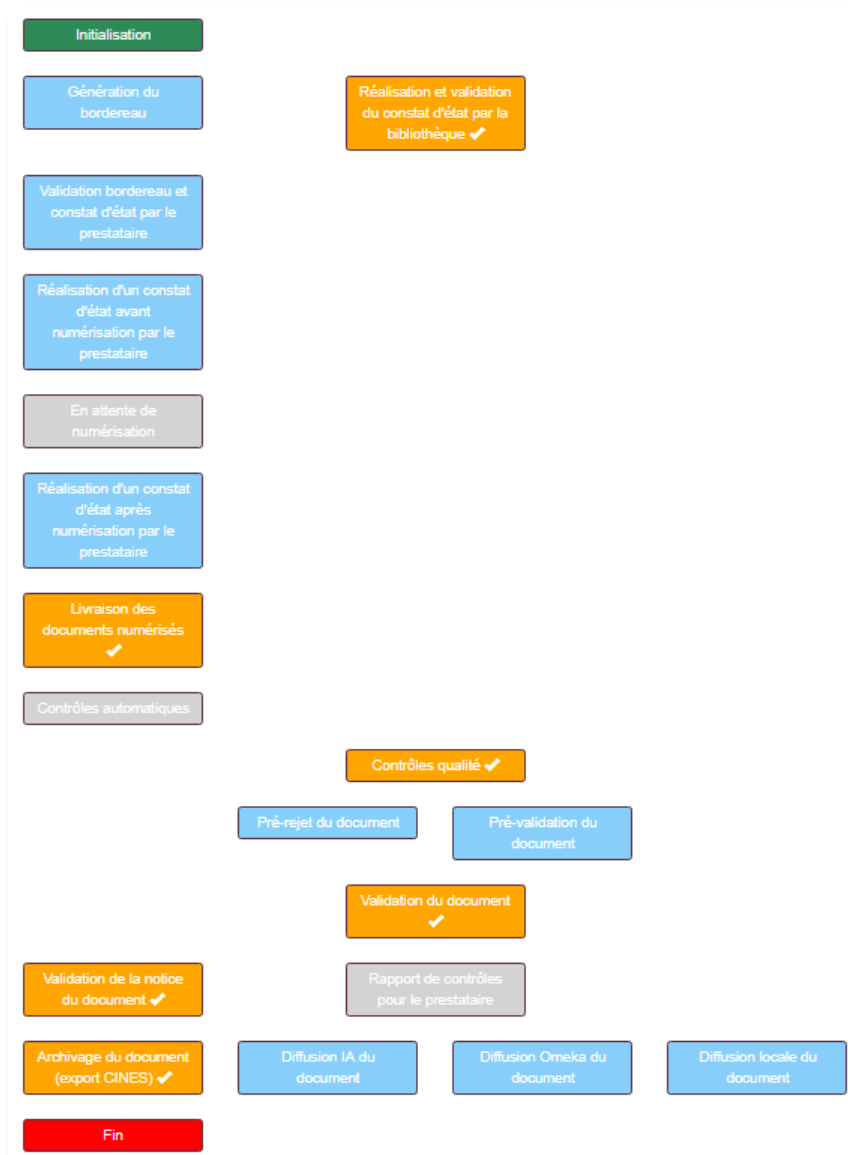 Initialisation
Génération du
bordereau
Réalisation et validation
du constat d'état par la
bibliothèque ✔
Validation bordereau et
constat d'état par le
prestataire
Réalisation d'un constat
d'état avant
numérisation par le
prestataire
En attente de
numérisation
Réalisation d'un constat
d'état après
numérisation par le
prestataire
Livraison des
documents numérisés
✔
Contrôles automatiques
Contrôles qualité ✔
Pré-rejet du document
Pré-validation du
document
Validation du document
✔
Validation de la notice
du document ✔
Rapport de contrôles
pour le prestataire
Archivage du document
(export CINES) ✔
Diffusion IA du
document
Diffusion Omeka du
document
Diffusion locale du
document
Fin